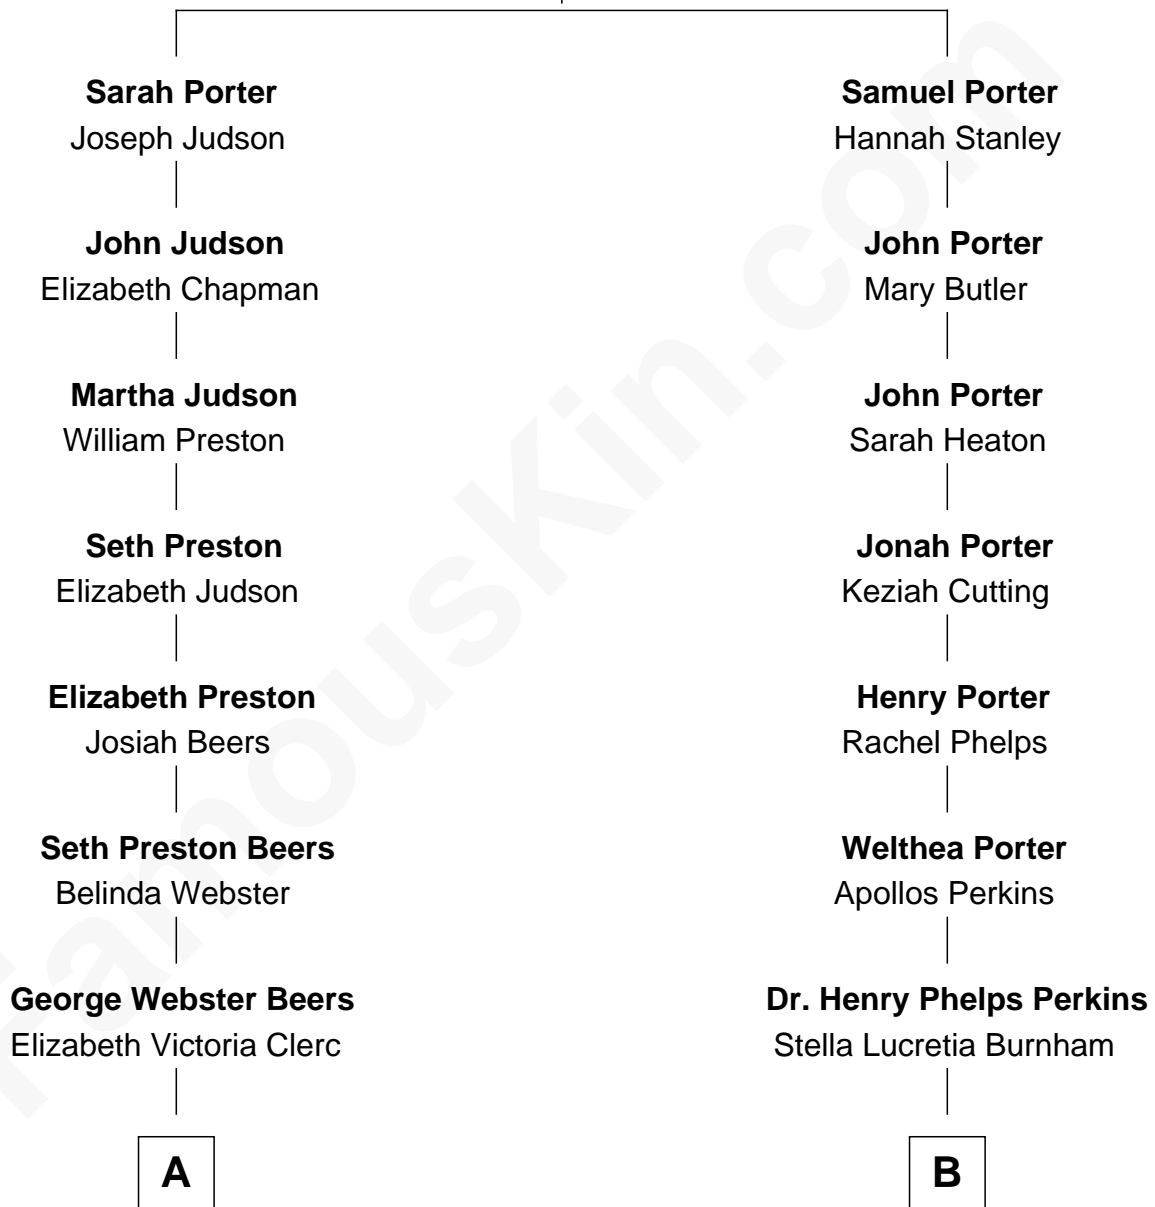 Sarah Porter
Joseph Judson
John Judson
Elizabeth Chapman
Martha Judson
William Preston
Seth Preston
Elizabeth Judson
Elizabeth Preston
Josiah Beers
Seth Preston Beers
Belinda Webster
George Webster Beers
Elizabeth Victoria Clerc
A
Samuel Porter
Hannah Stanley
John Porter
Mary Butler
John Porter
Sarah Heaton
Jonah Porter
Keziah Cutting
Henry Porter
Rachel Phelps
Welthea Porter
Apollos Perkins
Dr. Henry Phelps Perkins
Stella Lucretia Burnham
B
FamousKin.com